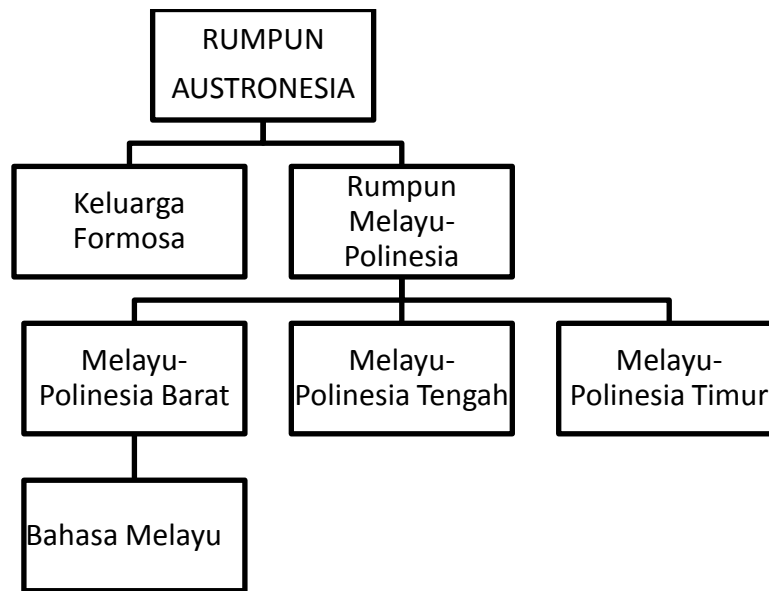 RUMPUN
AUSTRONESIA
Keluarga
Formosa
Rumpun
Melayu-
Polinesia
Melayu-
Polinesia Barat
Melayu-
Polinesia Tengah
Melayu-
Polinesia Timur
Bahasa Melayu